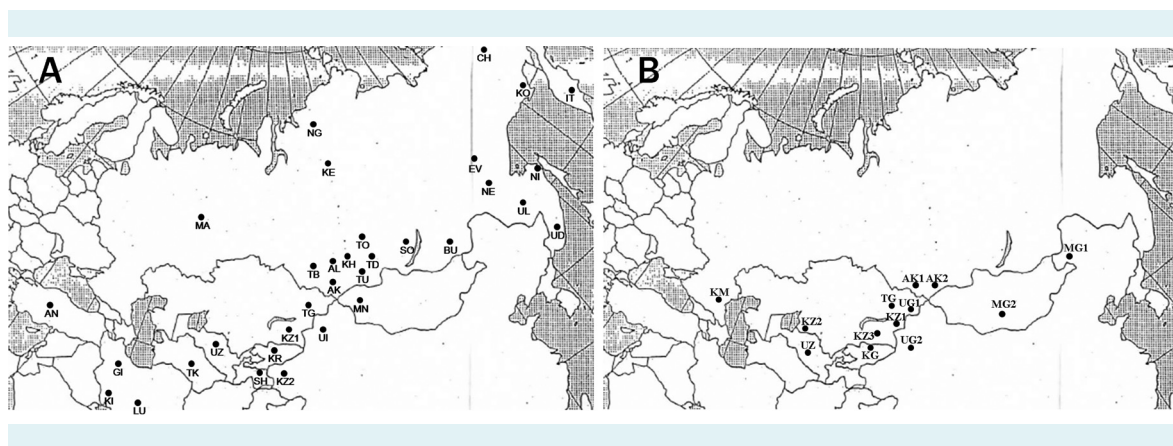 A
CH
KO
IT
NG
KE
EV
NE
NI
MA
UL
UD
TO
SO
BU
TB
AL
KH
TD
TU
AK
AN
TG
MN
KZ1
UI
UZ
KR
GI
TK
SH
KZ2
KI
LU
B
MG1
AK1
AK2
KM
TG
UG1
MG2
KZ1
KZ2
KZ3
UZ
KG
UG2